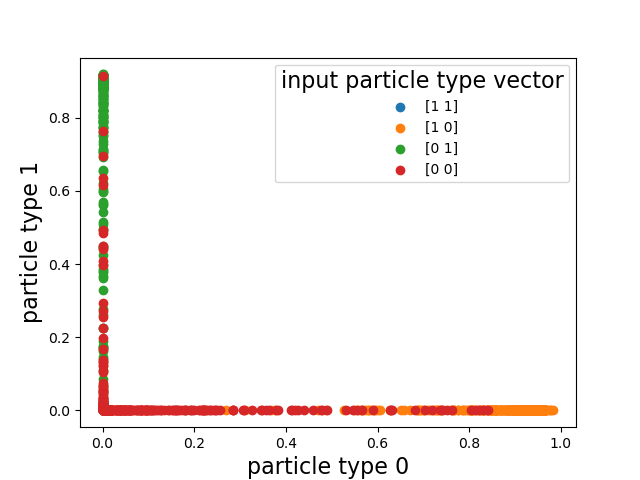 input particle type vector
[1 1]
[1 0]
[0 1]
[0 0]
particle type 1
0.8
0.6
0.4
0.2
0.0
0.0 0.2 0.4 0.6 0.8 1.0
particle type 0